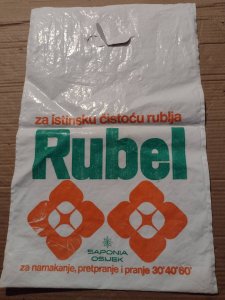 za istinsku čistoću rublja
Rubel
SAPONIA
OSIJEK
za namakanje, pretpranje i pranje 30°40°60°